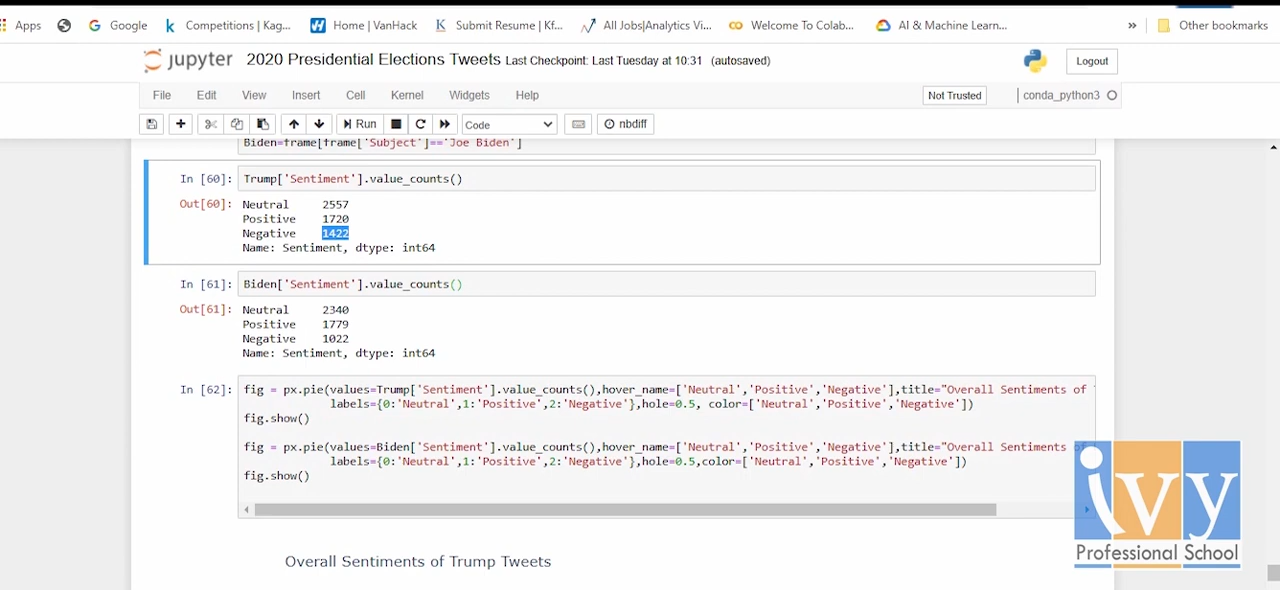 Apps Google Competitions | Kag... Home | VanHack Submit Resume | Kf... All Jobs|Analytics Vi... Welcome To Colab... AI & Machine Learn... » Other bookmarks
jupyter 2020 Presidential Elections Tweets Last Checkpoint: Last Tuesday at 10:31 (autosaved) Logout
File Edit View Insert Cell Kernel Widgets Help Not Trusted conda_python3
Run Code nbdiff
Biden=frame[frame['Subject']=='Joe Biden']
In [60]: Trump['Sentiment'].value_counts()
Out[60]: Neutral 2557
Positive 1720
Negative 1422
Name: Sentiment, dtype: int64
In [61]: Biden['Sentiment'].value_counts()
Out[61]: Neutral 2340
Positive 1779
Negative 1022
Name: Sentiment, dtype: int64
In [62]: fig = px.pie(values=Trump['Sentiment'].value_counts(),hover_name=['Neutral','Positive','Negative'],title="Overall Sentiments of
labels={0:'Neutral',1:'Positive',2:'Negative'},hole=0.5, color=['Neutral','Positive','Negative'])
fig.show()
fig = px.pie(values=Biden['Sentiment'].value_counts(),hover_name=['Neutral','Positive','Negative'],title="Overall Sentiments
labels={0:'Neutral',1:'Positive',2:'Negative'},hole=0.5,color=['Neutral','Positive','Negative'])
fig.show()
Overall Sentiments of Trump Tweets
ivy
Professional School